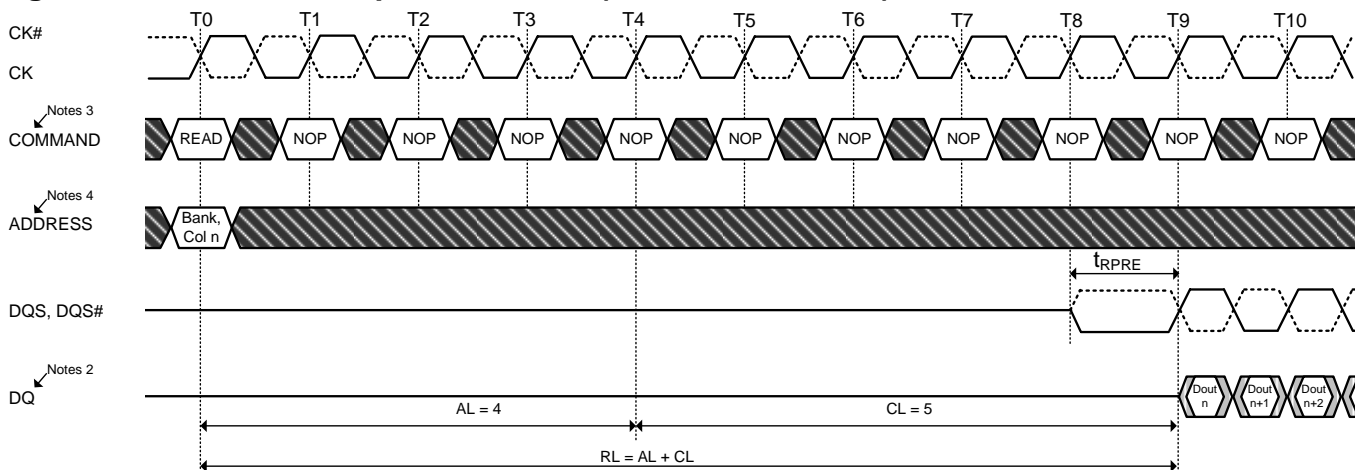 T0 T1 T2 T3 T4 T5 T6 T7 T8 T9 T10
CK#
CK
Notes 3
COMMAND
READ NOP NOP NOP NOP NOP NOP NOP NOP NOP NOP
Notes 4
ADDRESS
Bank,
Col n
tRPRE
DQS, DQS#
Notes 2
DQ
Dout
n
Dout
n+1
Dout
n+2
AL = 4
CL = 5
RL = AL + CL